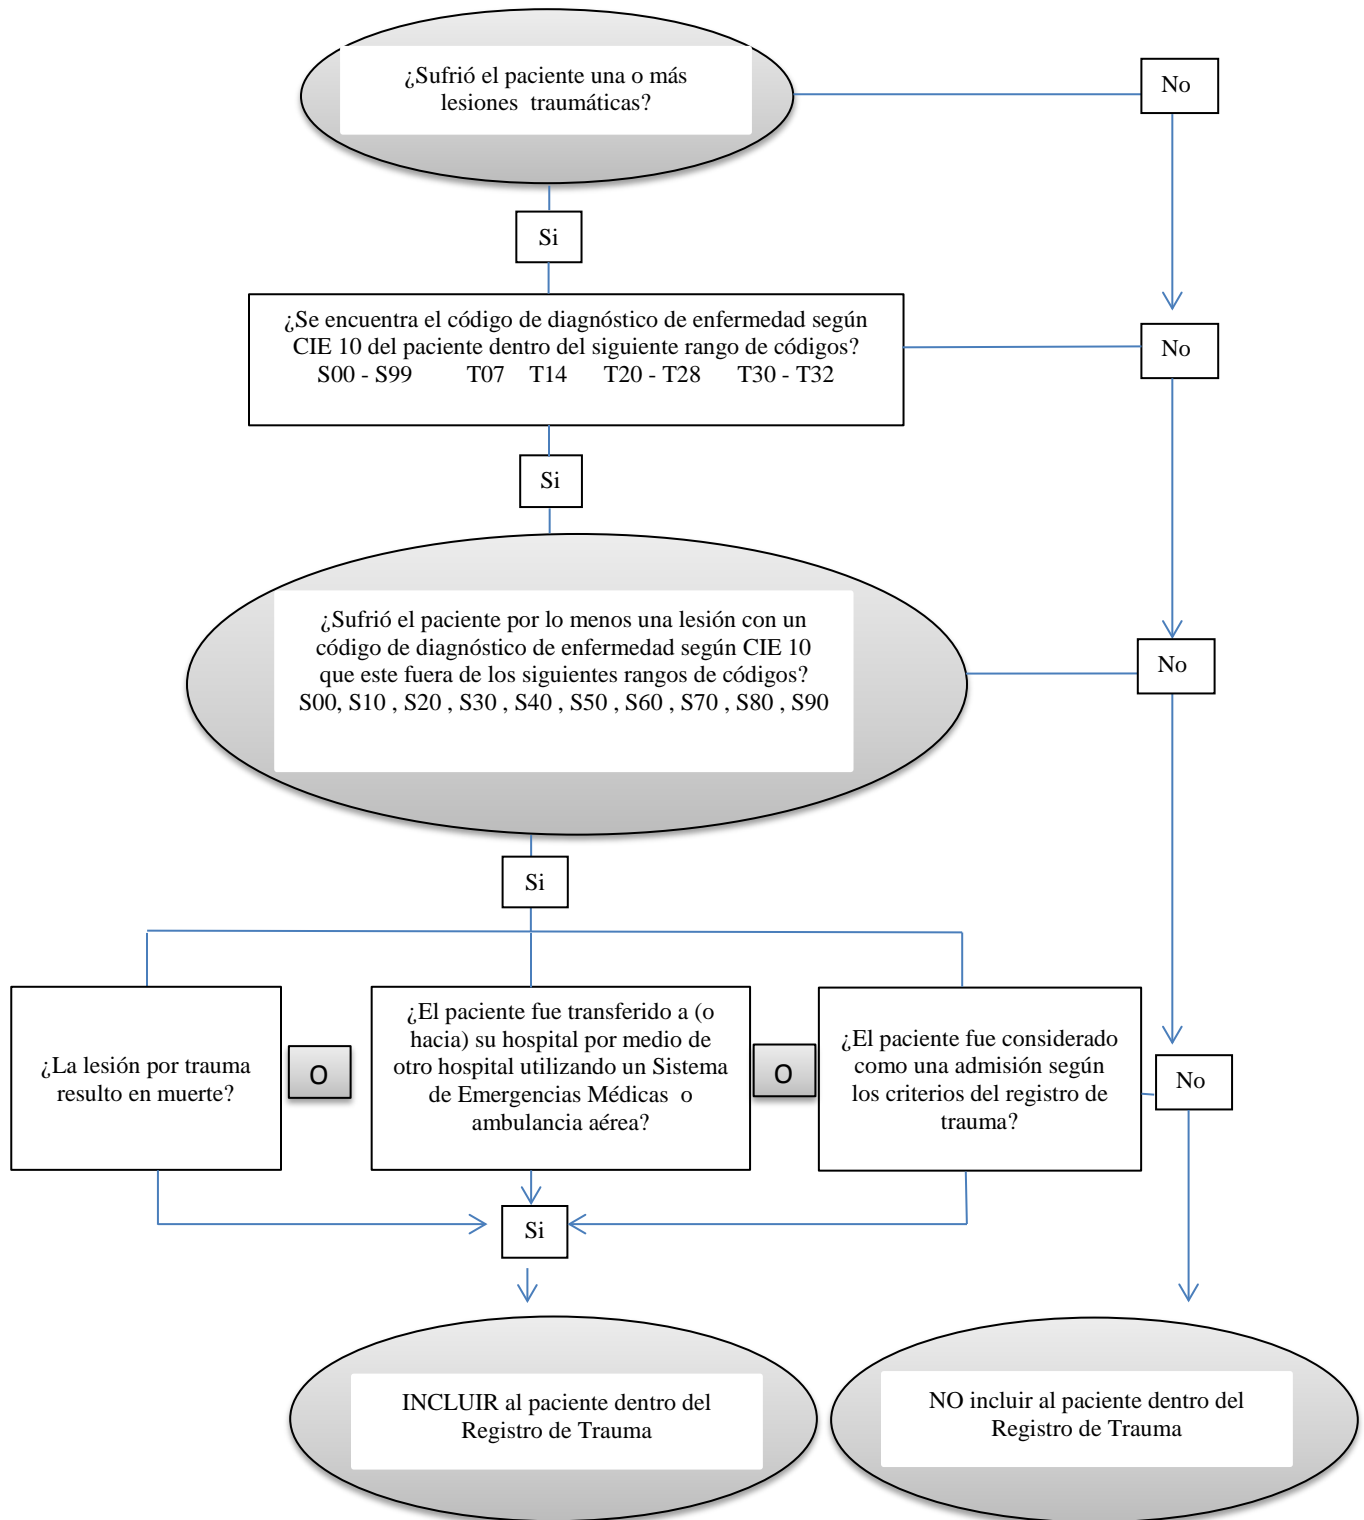 ¿Sufrió el paciente una o más
lesiones traumáticas?
No
Si
¿Se encuentra el código de diagnóstico de enfermedad según
CIE 10 del paciente dentro del siguiente rango de códigos?
S00 - S99 T07 T14 T20 - T28 T30 - T32
No
Si
¿Sufrió el paciente por lo menos una lesión con un
código de diagnóstico de enfermedad según CIE 10
que este fuera de los siguientes rangos de códigos?
S00, S10 , S20 , S30 , S40 , S50 , S60 , S70 , S80 , S90
No
Si
¿La lesión por trauma
resulto en muerte?
O
¿El paciente fue transferido a (o
hacia) su hospital por medio de
otro hospital utilizando un Sistema
de Emergencias Médicas o
ambulancia aérea?
O
¿El paciente fue considerado
como una admisión según
los criterios del registro de
trauma?
No
Si
INCLUIR al paciente dentro del
Registro de Trauma
NO incluir al paciente dentro del
Registro de Trauma